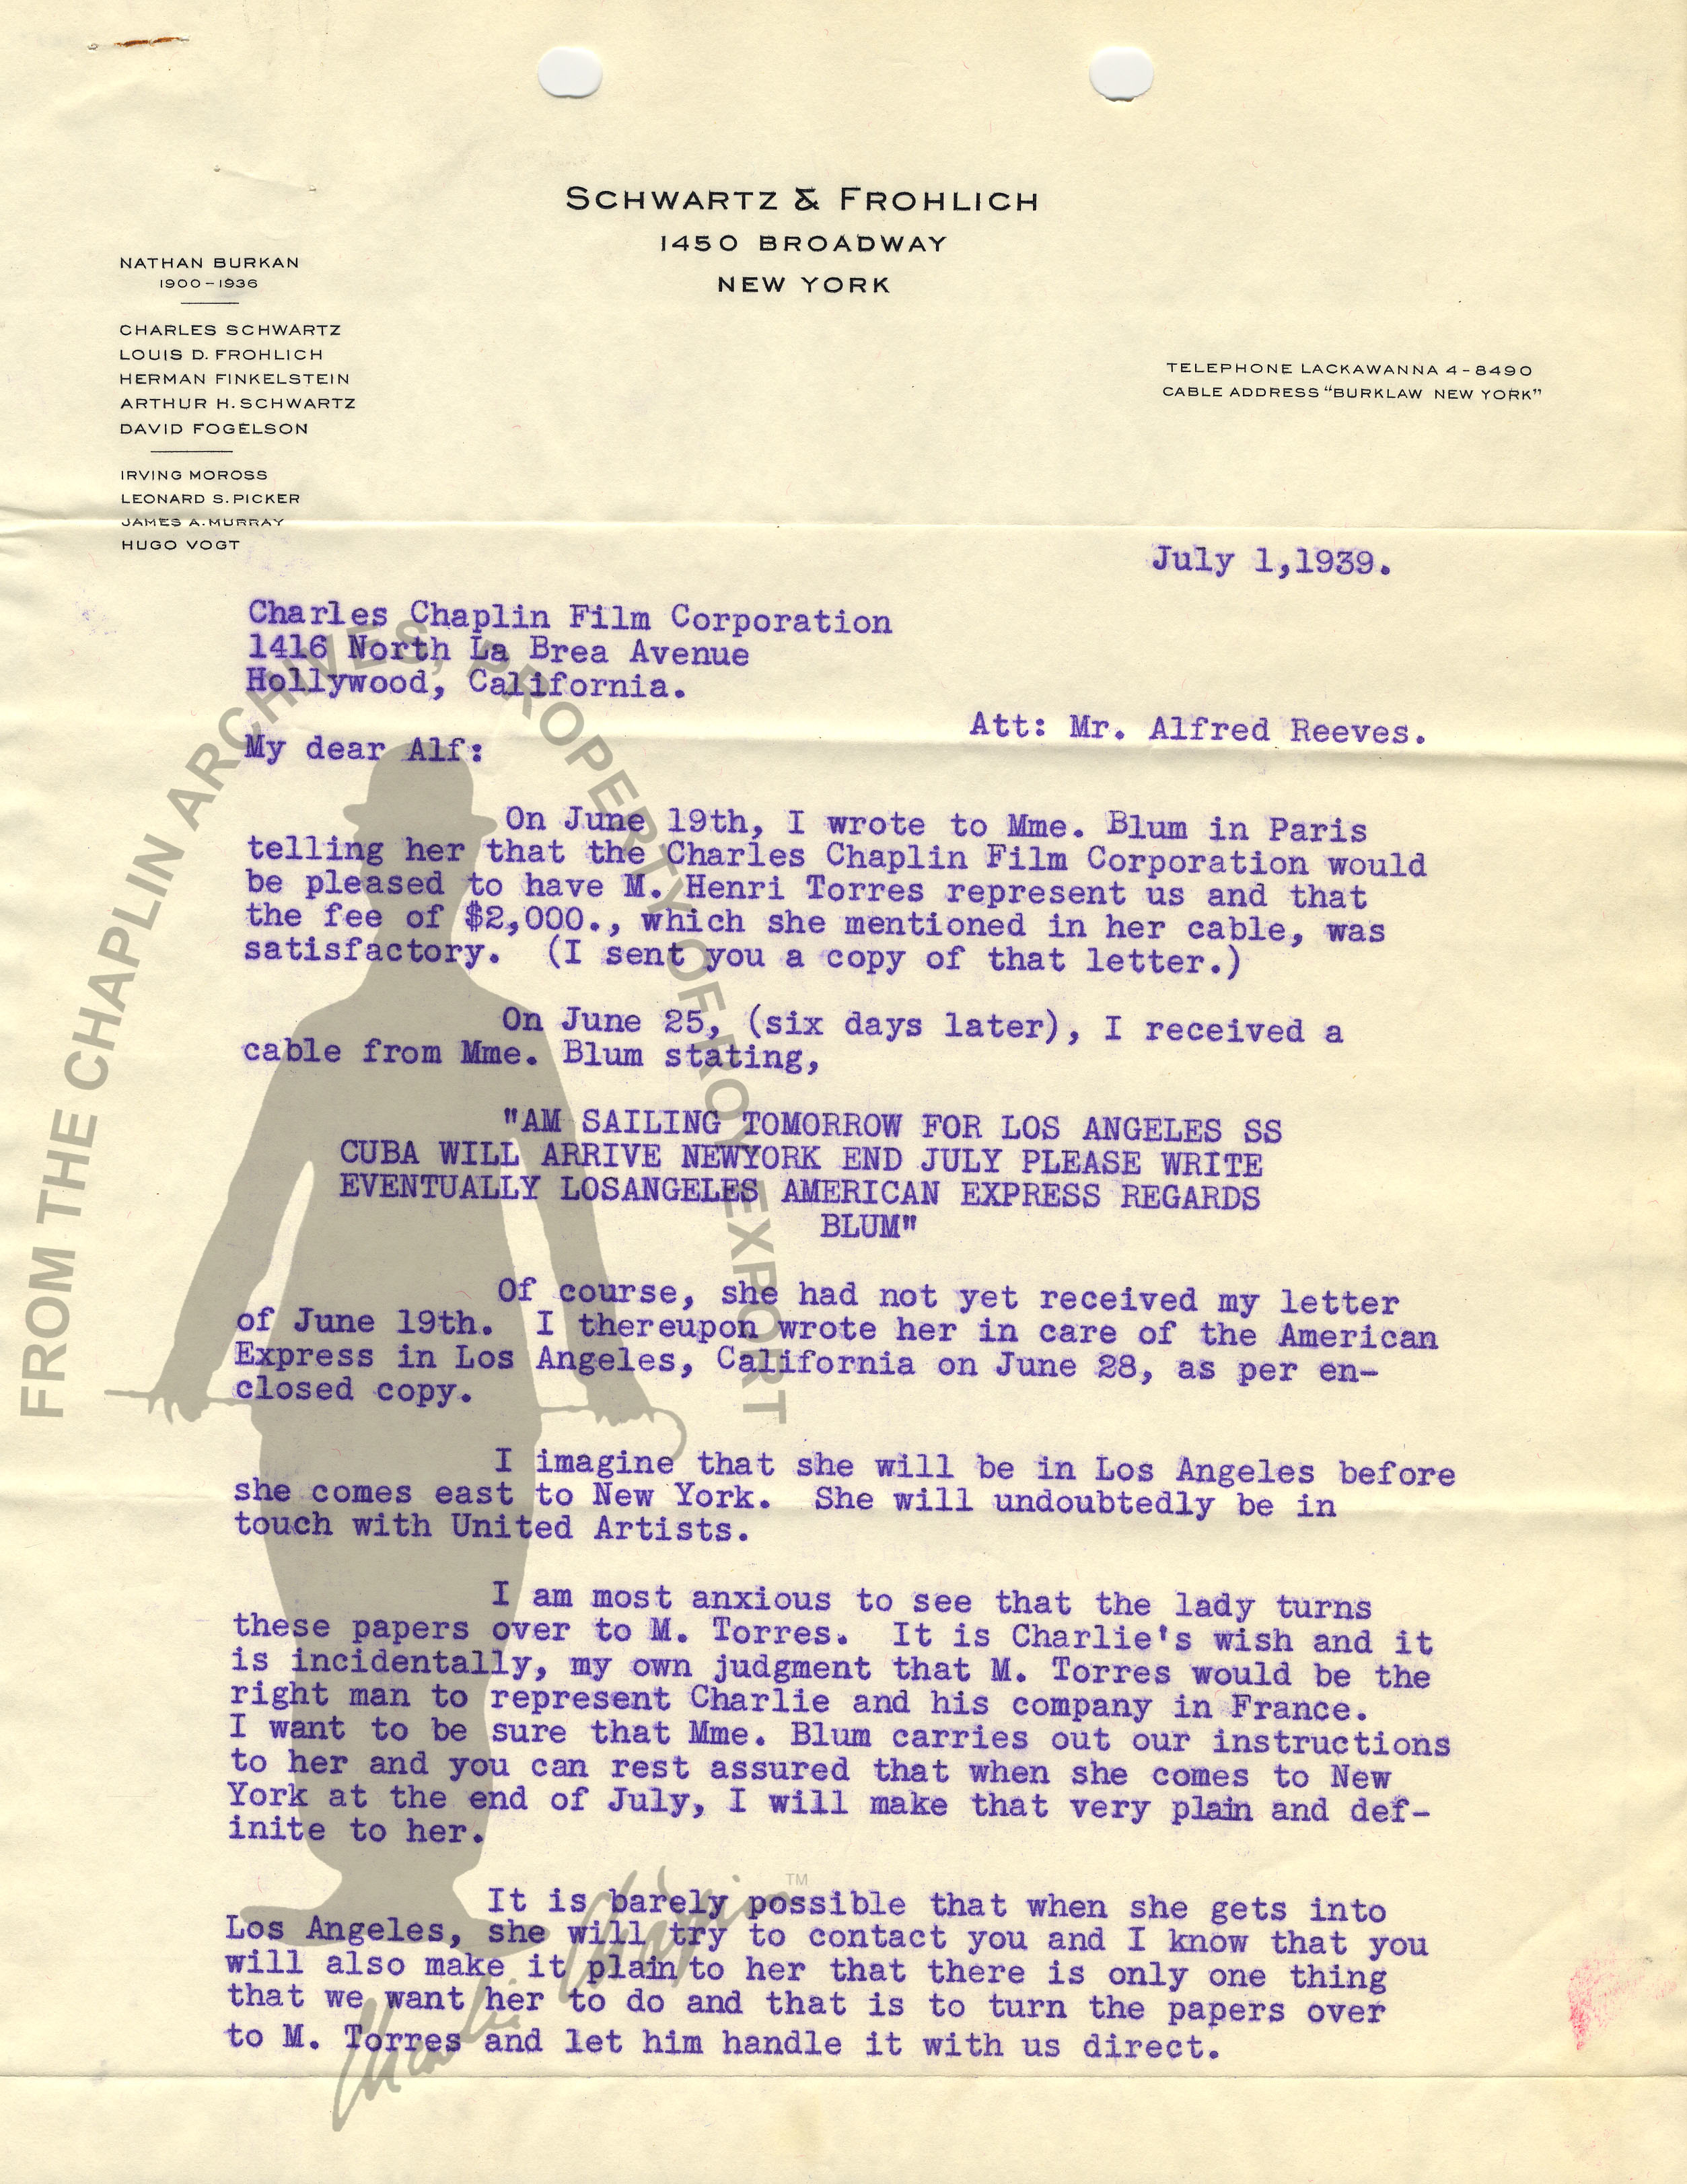 SCHWARTZ & FROHLICH
1450 BROADWAY
NEW YORK
NATHAN BURKAN
1900-1936
CHARLES SCHWARTZ
LOUIS D. FROHLICH
HERMAN FINKELSTEIN
ARTHUR H. SCHWARTZ
DAVID FOGELSON
IRVING MOROSS
LEONARD S. PICKER
JAMES A. MURRAY
HUGO VOGT
TELEPHONE LACKAWANNA 4-8490
CABLE ADDRESS "BURKLAW NEW YORK"
July 1,1939.
Charles Chaplin Film Corporation
1416 North La Brea Avenue
Hollywood, California.
Att: Mr. Alfred Reeves.
My dear Alf:
On June 19th, I wrote to Mme. Blum in Paris
telling her that the Charles Chaplin Film Corporation would
be pleased to have M. Henri Torres represent us and that
the fee of $2,000., which she mentioned in her cable, was
satisfactory. (I sent you a copy of that letter.)
On June 25, (six days later), I received a
cable from Mme. Blum stating,
"AM SAILING TOMORROW FOR LOS ANGELES SS
CUBA WILL ARRIVE NEWYORK END JULY PLEASE WRITE
EVENTUALLY LOSANGELES AMERICAN EXPRESS REGARDS
BLUM"
Of course, she had not yet received my letter
of June 19th. I thereupon wrote her in care of the American
Express in Los Angeles, California on June 28, as per en-
closed copy.
I imagine that she will be in Los Angeles before
she comes east to New York. She will undoubtedly be in
touch with United Artists.
I am most anxious to see that the lady turns
these papers over to M. Torres. It is Charlie's wish and it
is incidentally, my own judgment that M. Torres would be the
right man to represent Charlie and his company in France.
I want to be sure that Mme. Blum carries out our instructions
to her and you can rest assured that when she comes to New
York at the end of July, I will make that very plain and def-
inite to her.
It is barely possible that when she gets into
Los Angeles, she will try to contact you and I know that you
will also make it plain to her that there is only one thing
that we want her to do and that is to turn the papers over
to M. Torres and let him handle it with us direct.
FROM THE CHAPLIN ARCHIVES, PROPERTY OF ROY EXPORT
Charlie Chaplin TM